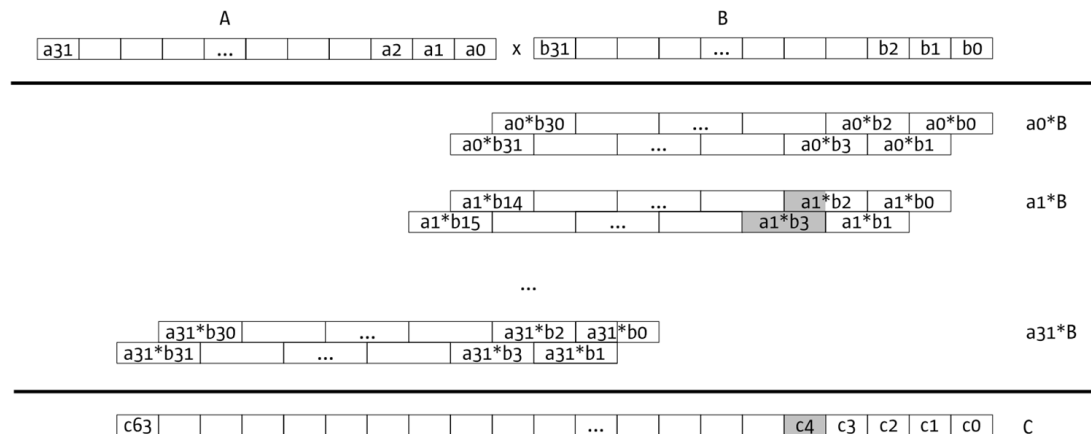 A B
a31 ... a2 a1 a0 x b31 ... b2 b1 b0
a0*b30 ... a0*b2 a0*b0 a0*B
a0*b31 ... a0*b3 a0*b1
a1*b14 ... a1*b2 a1*b0 a1*B
a1*b15 ... a1*b3 a1*b1
...
a31*b30 ... a31*b2 a31*b0 a31*B
a31*b31 ... a31*b3 a31*b1
c63 ... c4 c3 c2 c1 c0 C